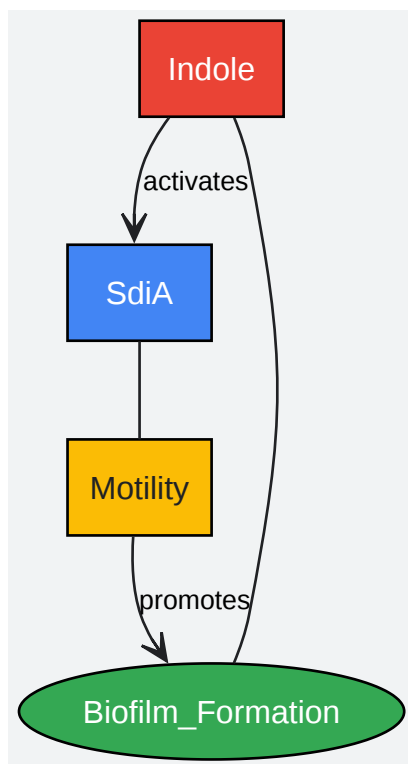 Indole
activates
SdiA
Motility
promotes
Biofilm_Formation